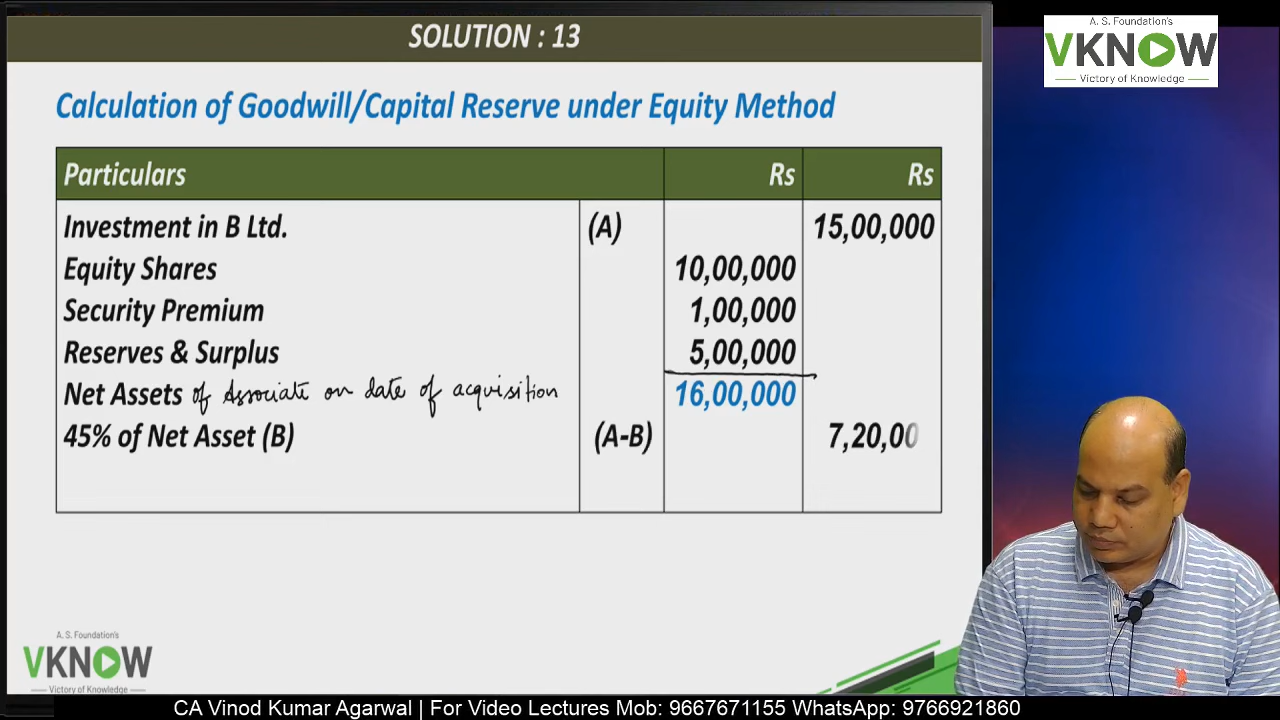 SOLUTION : 13
A. S. Foundation's
VKNOW
Victory of Knowledge
Calculation of Goodwill/Capital Reserve under Equity Method
Particulars Rs Rs
Investment in B Ltd. (A) 15,00,000
Equity Shares 10,00,000
Security Premium 1,00,000
Reserves & Surplus 5,00,000
Net Assets of Associate on date of acquisition 16,00,000
45% of Net Asset (B) (A-B) 7,20,00
A. S. Foundation's
VKNOW
Victory of Knowledge
CA Vinod Kumar Agarwal | For Video Lectures Mob: 9667671155 WhatsApp: 9766921860